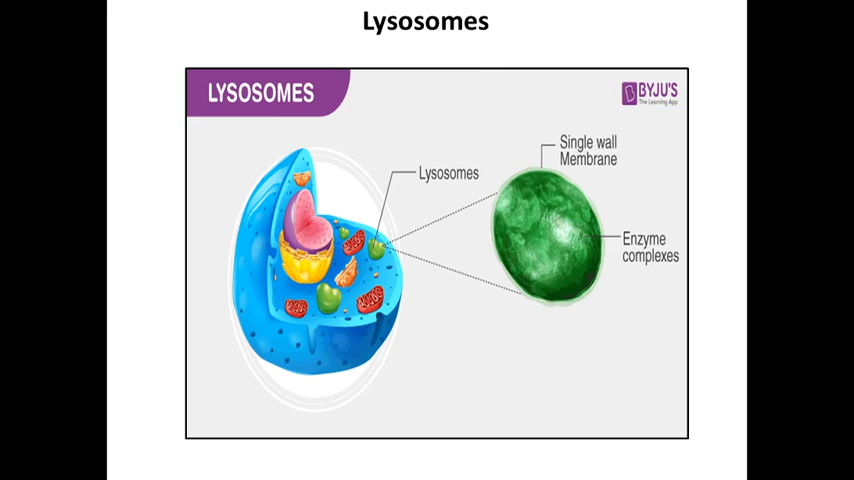 Lysosomes
LYSOSOMES
BYJU'S
The Learning App
Single wall
Membrane
Lysosomes
Enzyme
complexes